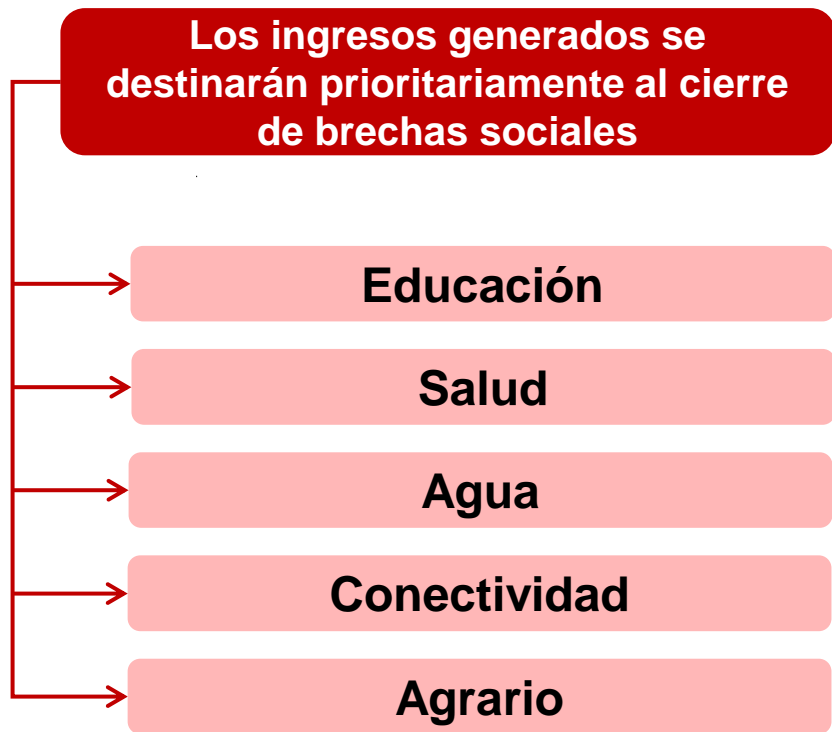 Los ingresos generados se
destinarán prioritariamente al cierre
de brechas sociales
Educación
Salud
Agua
Conectividad
Agrario